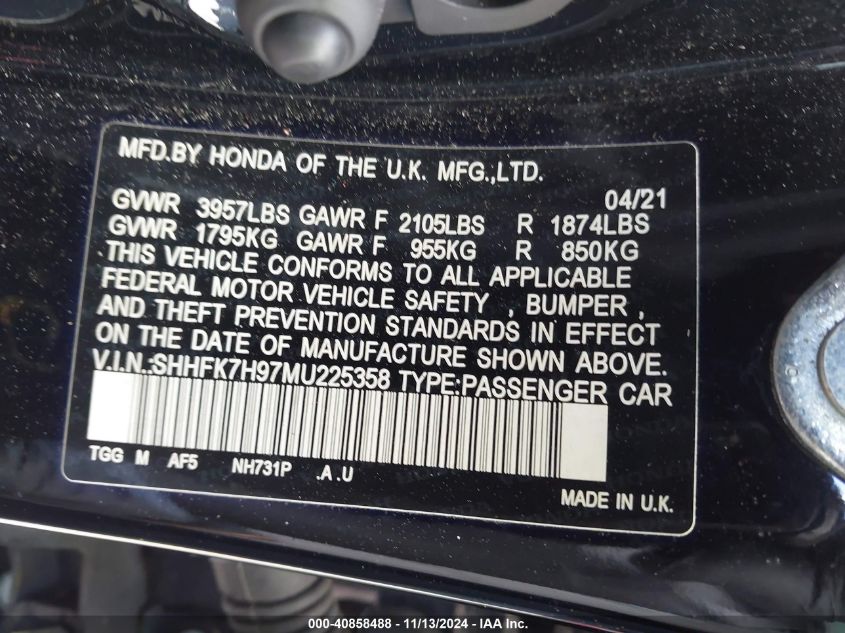 MFD.BY HONDA OF THE U.K. MFG.,LTD.
04/21
GVWR 3957LBS GAWR F 2105LBS R 1874LBS
GVWR 1795KG GAWR F 955KG R 850KG
THIS VEHICLE CONFORMS TO ALL APPLICABLE
FEDERAL MOTOR VEHICLE SAFETY , BUMPER ,
AND THEFT PREVENTION STANDARDS IN EFFECT
ON THE DATE OF MANUFACTURE SHOWN ABOVE.
V.I.N.:SHHFK7H97MU225358 TYPE:PASSENGER CAR
TGG M AF5 NH731P .A .U
MADE IN U.K.
000-40858488 - 11/13/2024 - IAA Inc.